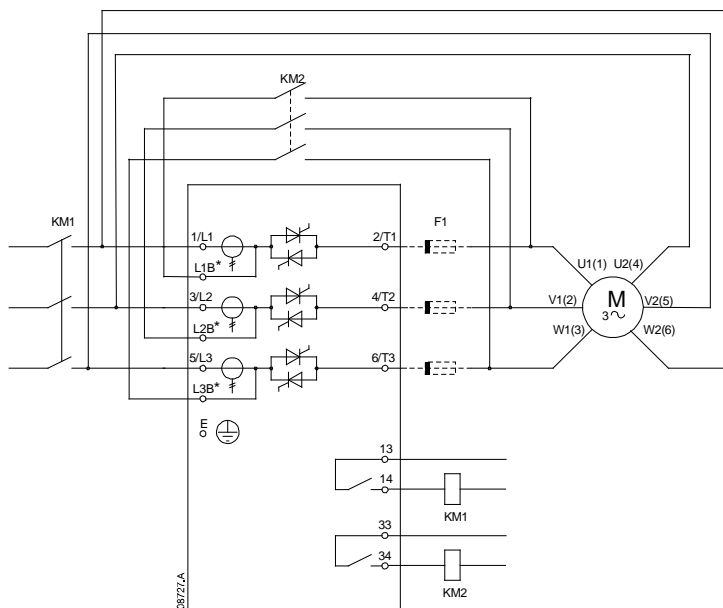 KM2
KM1
1/L1
2/T1
F1
L1B*
U1(1)
U2(4)
3/L2
4/T2
V1(2)
M
3~
V2(5)
L2B*
W1(3)
W2(6)
5/L3
6/T3
L3B*
E
13
14
KM1
33
34
KM2
08727.A